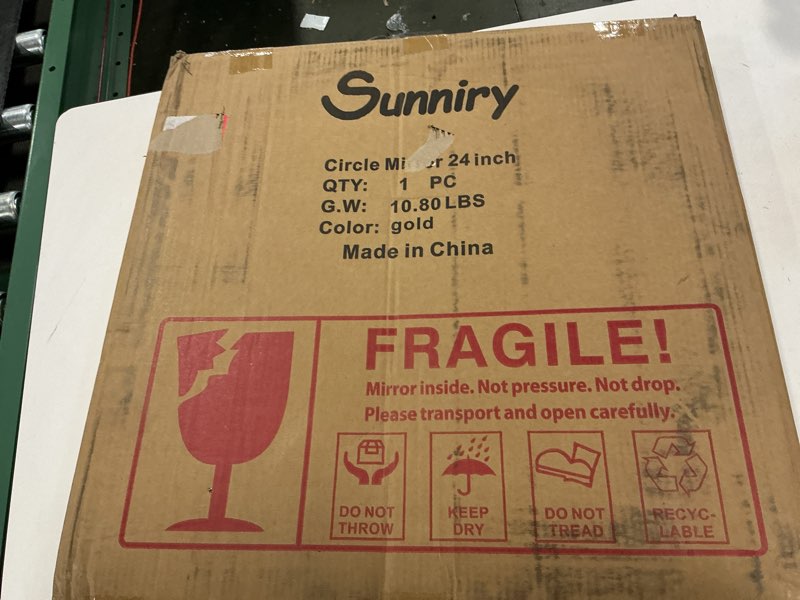 Sunniry
Circle Mirror 24 inch
QTY: 1 PC
G.W: 10.80 LBS
Color: gold
Made in China
FRAGILE!
Mirror inside. Not pressure. Not drop.
Please transport and open carefully.
DO NOT THROW
KEEP DRY
DO NOT TREAD
RECYC-LABLE